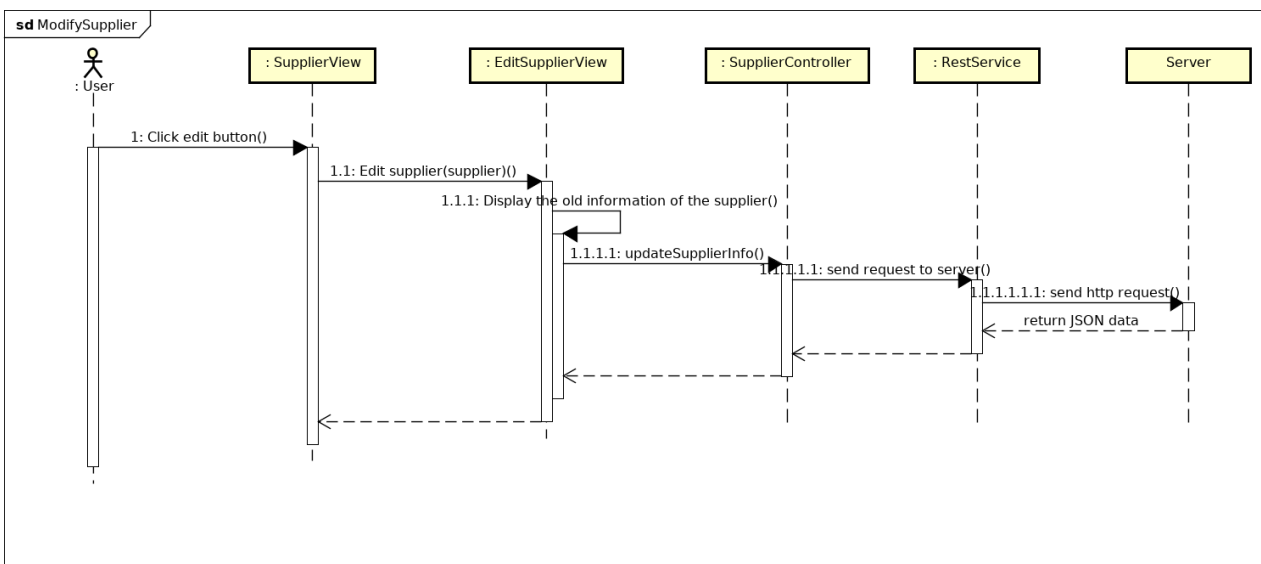 sd ModifySupplier
: User
: SupplierView
: EditSupplierView
: SupplierController
: RestService
Server
1: Click edit button()
1.1: Edit supplier(supplier)()
1.1.1: Display the old information of the supplier()
1.1.1.1: updateSupplierInfo()
1.1.1.1.1: send request to server()
1.1.1.1.1.1: send http request()
return JSON data